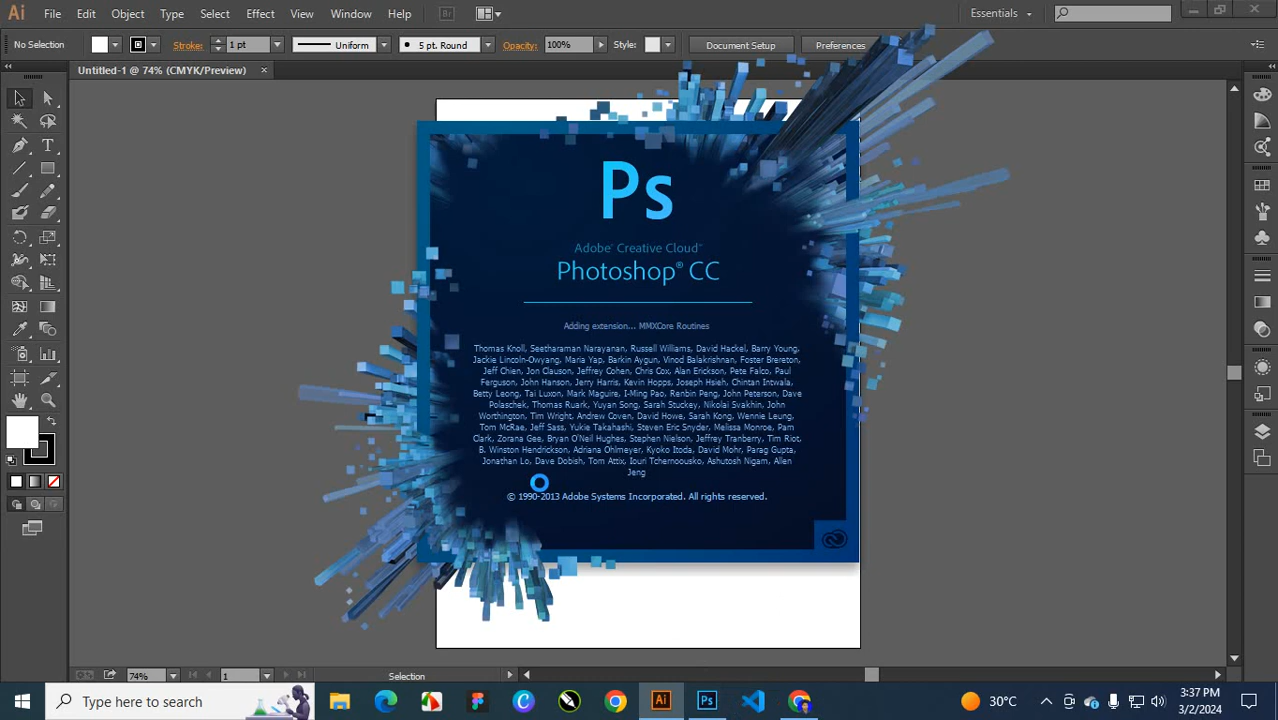 Ai File Edit Object Type Select Effect View Window Help Br Essentials
No Selection Stroke: 1 pt Uniform 5 pt. Round Opacity: 100% Style: Document Setup Preferences
Untitled-1 @ 74% (CMYK/Preview)
Ps
Adobe® Creative Cloud™
Photoshop® CC
Adding extension... MMXCore Routines
Thomas Knoll, Seetharaman Narayanan, Russell Williams, David Hackel, Barry Young,
Jackie Lincoln-Owyang, Maria Yap, Barkin Aygun, Vinod Balakrishnan, Foster Brereton,
Jeff Chien, Jon Clauson, Jeffrey Cohen, Chris Cox, Alan Erickson, Pete Falco, Paul
Ferguson, John Hanson, Jerry Harris, Kevin Hopps, Joseph Hsieh, Chintan Intwala,
Betty Leong, Tai Luxon, Mark Maguire, I-Ming Pao, Renbin Peng, John Peterson, Dave
Polaschek, Thomas Ruark, Yuyan Song, Sarah Stuckey, Nikolai Svakhin, John
Worthington, Tim Wright, Andrew Coven, David Howe, Sarah Kong, Wennie Leung,
Tom McRae, Jeff Sass, Yukie Takahashi, Steven Eric Snyder, Melissa Monroe, Pam
Clark, Zorana Gee, Bryan O'Neil Hughes, Stephen Nielson, Jeffrey Tranberry, Tim Riot,
B. Winston Hendrickson, Adriana Ohlmeyer, Kyoko Itoda, David Mohr, Parag Gupta,
Jonathan Lo, Dave Dobish, Tom Attix, Iouri Tchernoousko, Ashutosh Nigam, Allen
Jeng
© 1990-2013 Adobe Systems Incorporated. All rights reserved.
74% 1 Selection
Type here to search Ai Ps 30°C 3:37 PM
3/2/2024